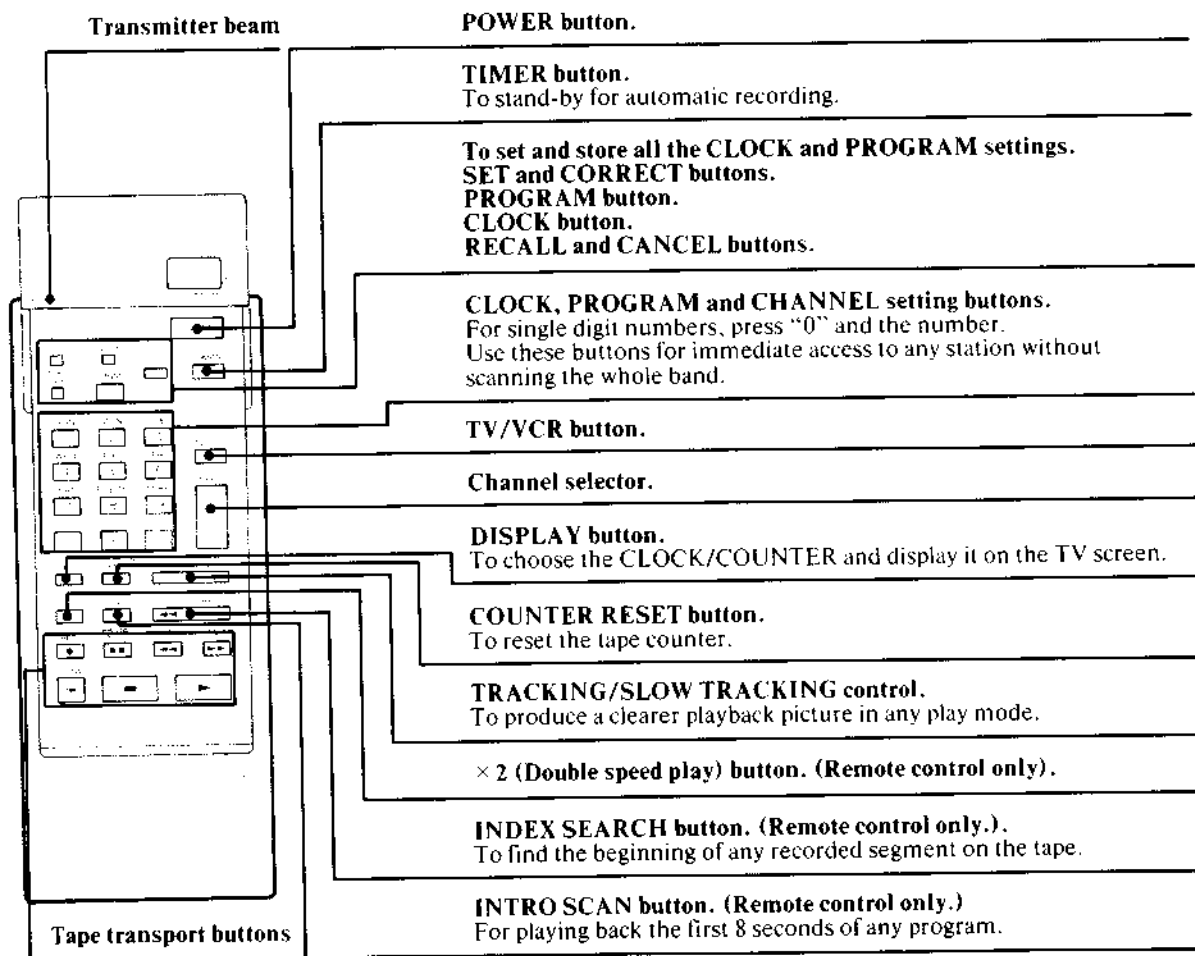 Transmitter beam
POWER button.
TIMER button.
To stand-by for automatic recording.
To set and store all the CLOCK and PROGRAM settings.
SET and CORRECT buttons.
PROGRAM button.
CLOCK button.
RECALL and CANCEL buttons.
CLOCK, PROGRAM and CHANNEL setting buttons.
For single digit numbers, press “0” and the number.
Use these buttons for immediate access to any station without
scanning the whole band.
TV/VCR button.
Channel selector.
DISPLAY button.
To choose the CLOCK/COUNTER and display it on the TV screen.
COUNTER RESET button.
To reset the tape counter.
TRACKING/SLOW TRACKING control.
To produce a clearer playback picture in any play mode.
× 2 (Double speed play) button. (Remote control only).
INDEX SEARCH button. (Remote control only.).
To find the beginning of any recorded segment on the tape.
INTRO SCAN button. (Remote control only.)
For playing back the first 8 seconds of any program.
Tape transport buttons